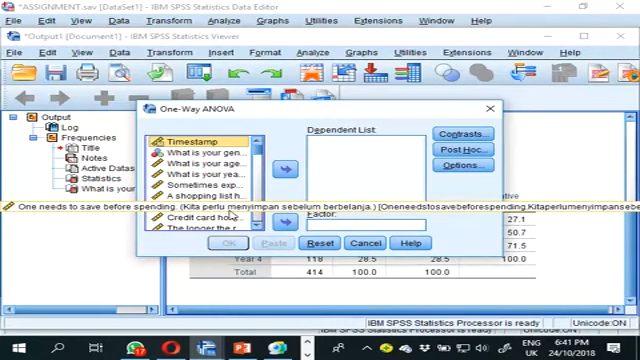 *ASSIGNMENT.sav [DataSet1] - IBM SPSS Statistics Data Editor
File Edit View Data Transform Analyze Graphs Utilities Extensions Window Help
*Output1 [Document1] - IBM SPSS Statistics Viewer
File Edit View Data Transform Insert Format Analyze Graphs Utilities Extensions Window Help
Output
Log
Frequencies
Title
Notes
Active Datas
Statistics
What is your
One-Way ANOVA
Timestamp
What is your gen...
What is your age...
What is your yea...
Sometimes exp...
A shopping list h...
One needs to save before spending. (Kita perlu menyimpan sebelum berbelanja.) [Oneneedstosavebeforespending.Kitaperlumenyimpansebe
Credit card ho
The longer the r
Dependent List:
Factor:
Contrasts...
Post Hoc...
Options...
OK Paste Reset Cancel Help
27.1
50.2
71.5
Year 4 118 28.5 28.5 100.0
Total 414 100.0 100.0
IBM SPSS Statistics Processor is ready Unicode:ON
IBM SPSS Statistics Processor is ready Unicode:ON
17
ENG
UK
6:41 PM
24/10/2018